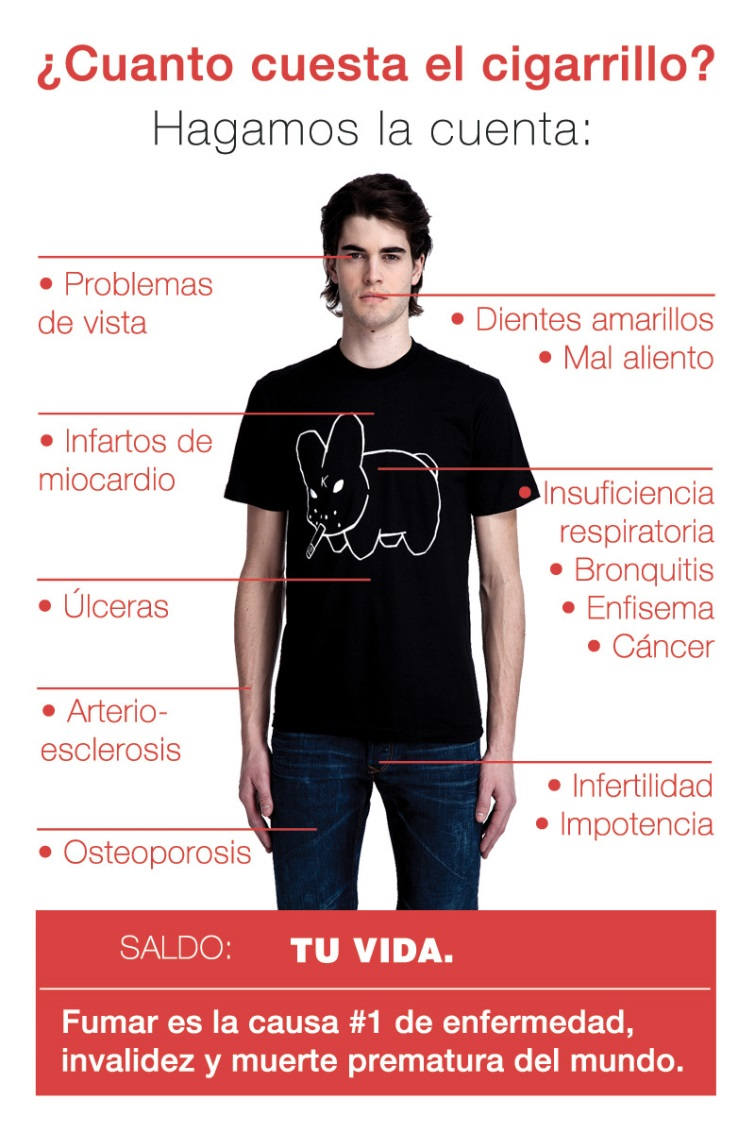 ¿Cuanto cuesta el cigarrillo?
Hagamos la cuenta:
• Problemas
de vista
• Dientes amarillos
• Mal aliento
• Infartos de
miocardio
K
• Insuficiencia
respiratoria
• Bronquitis
• Enfisema
• Cáncer
• Úlceras
• Arterio-
esclerosis
• Infertilidad
• Impotencia
• Osteoporosis
SALDO: TU VIDA.
Fumar es la causa #1 de enfermedad,
invalidez y muerte prematura del mundo.